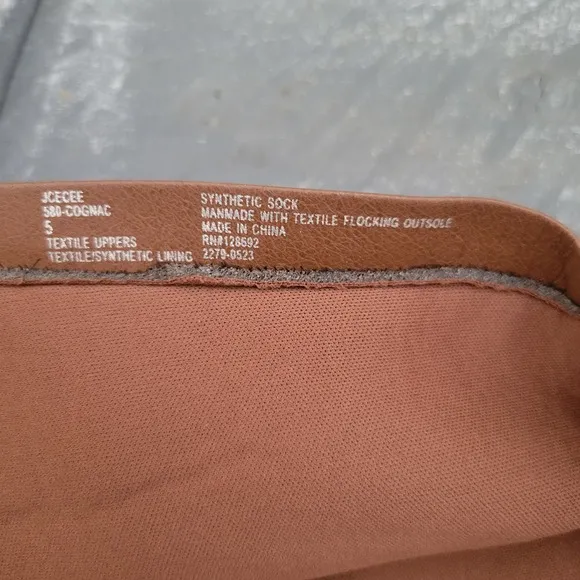 JCECEE
580-COGNAC
5
TEXTILE UPPERS
TEXTILE/SYNTHETIC LINING
SYNTHETIC SOCK
MANMADE WITH TEXTILE FLOCKING OUTSOLE
MADE IN CHINA
RN#128692
2279-0523